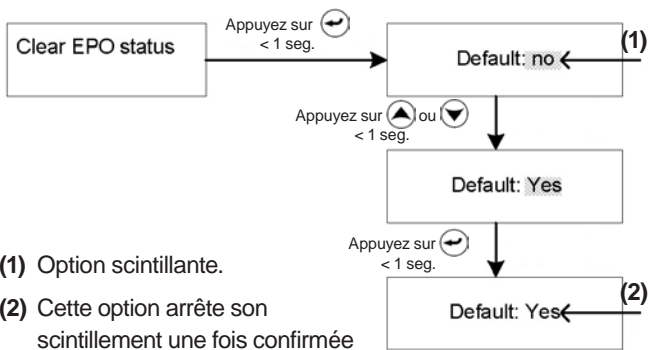 Appuyez sur
< 1 seg.
Clear EPO status
Default: no
(1)
Appuyez sur ou
< 1 seg.
Default: Yes
Appuyez sur
< 1 seg.
Default: Yes
(2)
(1) Option scintillante.
(2) Cette option arrête son
scintillement une fois confirmée